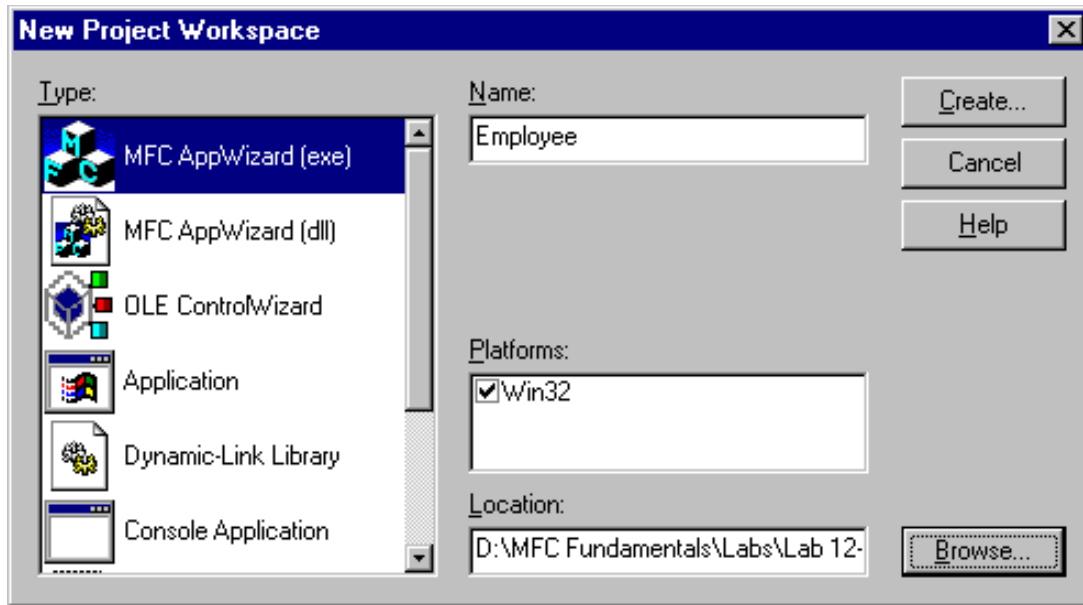 New Project Workspace
Type:
MFC AppWizard (exe)
MFC AppWizard (dll)
OLE ControlWizard
Application
Dynamic-Link Library
Console Application
Name:
Employee
Platforms:
Win32
Location:
D:\MFC Fundamentals\Labs\Lab 12-
Create...
Cancel
Help
Browse...